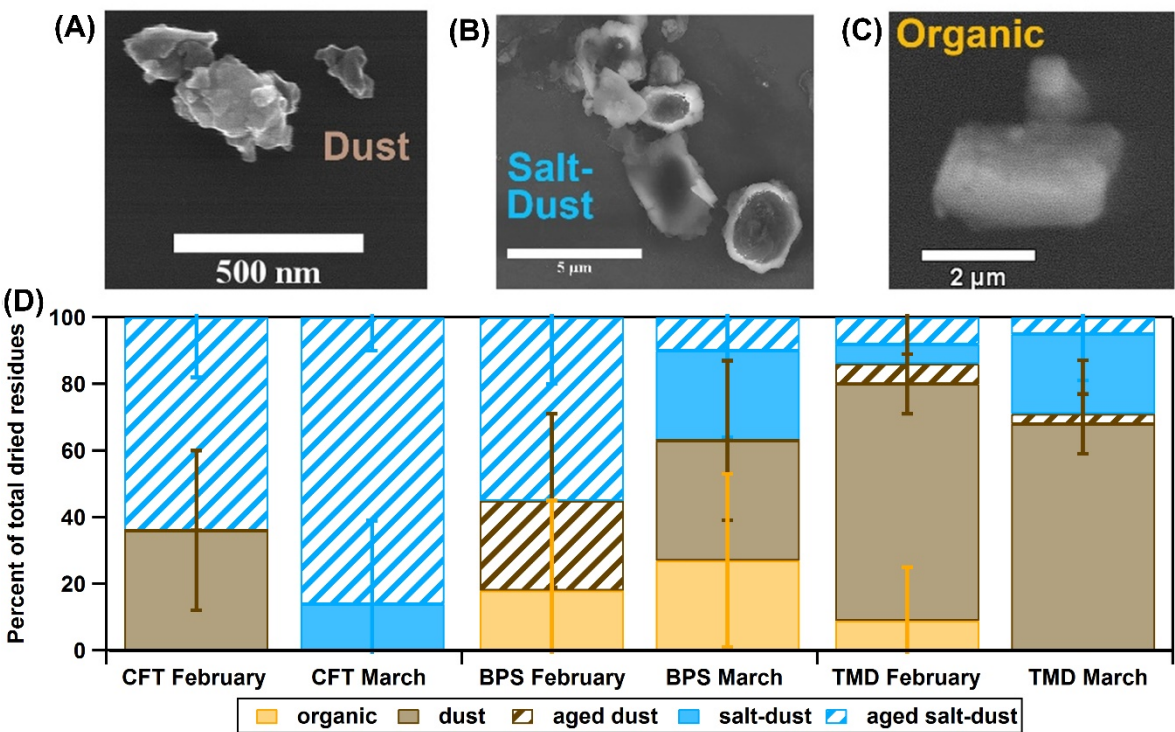 (A)
Dust
500 nm
(B)
Salt-
Dust
5 μm
(C)
Organic
2 μm
(D)
Percent of total dried residues
100
80
60
40
20
0
CFT February
CFT March
BPS February
BPS March
TMD February
TMD March
organic
dust
aged dust
salt-dust
aged salt-dust